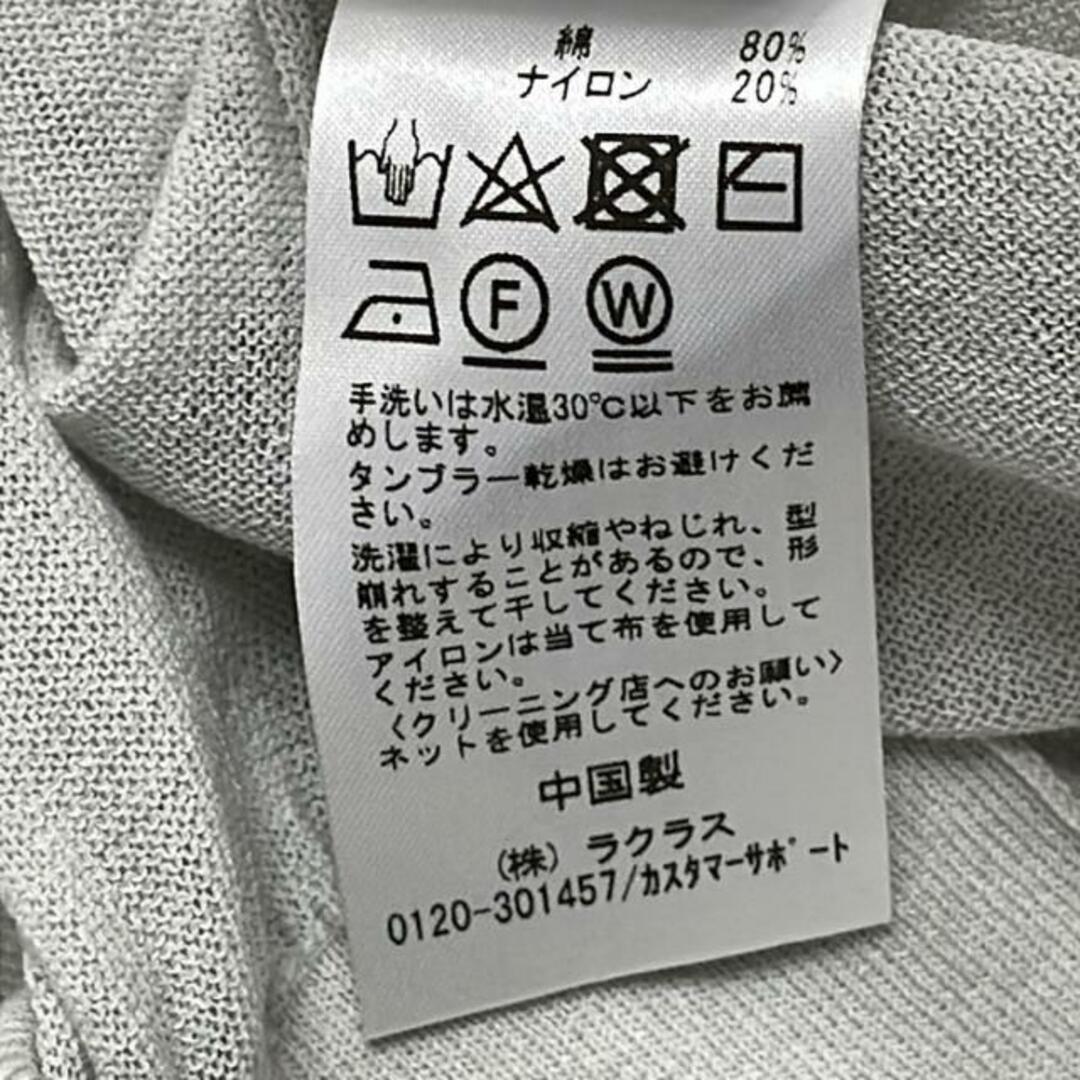 綿 80%
ナイロン 20%
F W
手洗いは水温30℃以下をお薦
めします。
タンブラー乾燥はお避けくだ
さい。
洗濯により収縮やねじれ、型
崩れすることがあるので、形
を整えて干してください。
アイロンは当て布を使用して
ください。
〈クリーニング店へのお願い〉
ネットを使用してください。
中国製
(株) ラクラス
0120-301457/カスタマーサポート